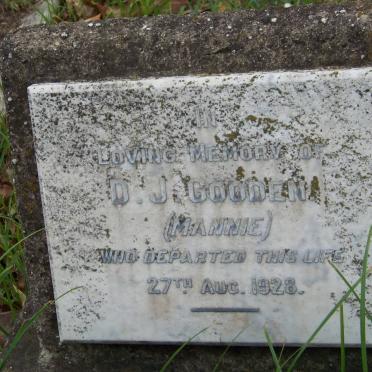 IN
LOVING MEMORY OF
D. J. GOODEN
(MANNIE)
WHO DEPARTED THIS LIFE
27TH AUG. 1928.